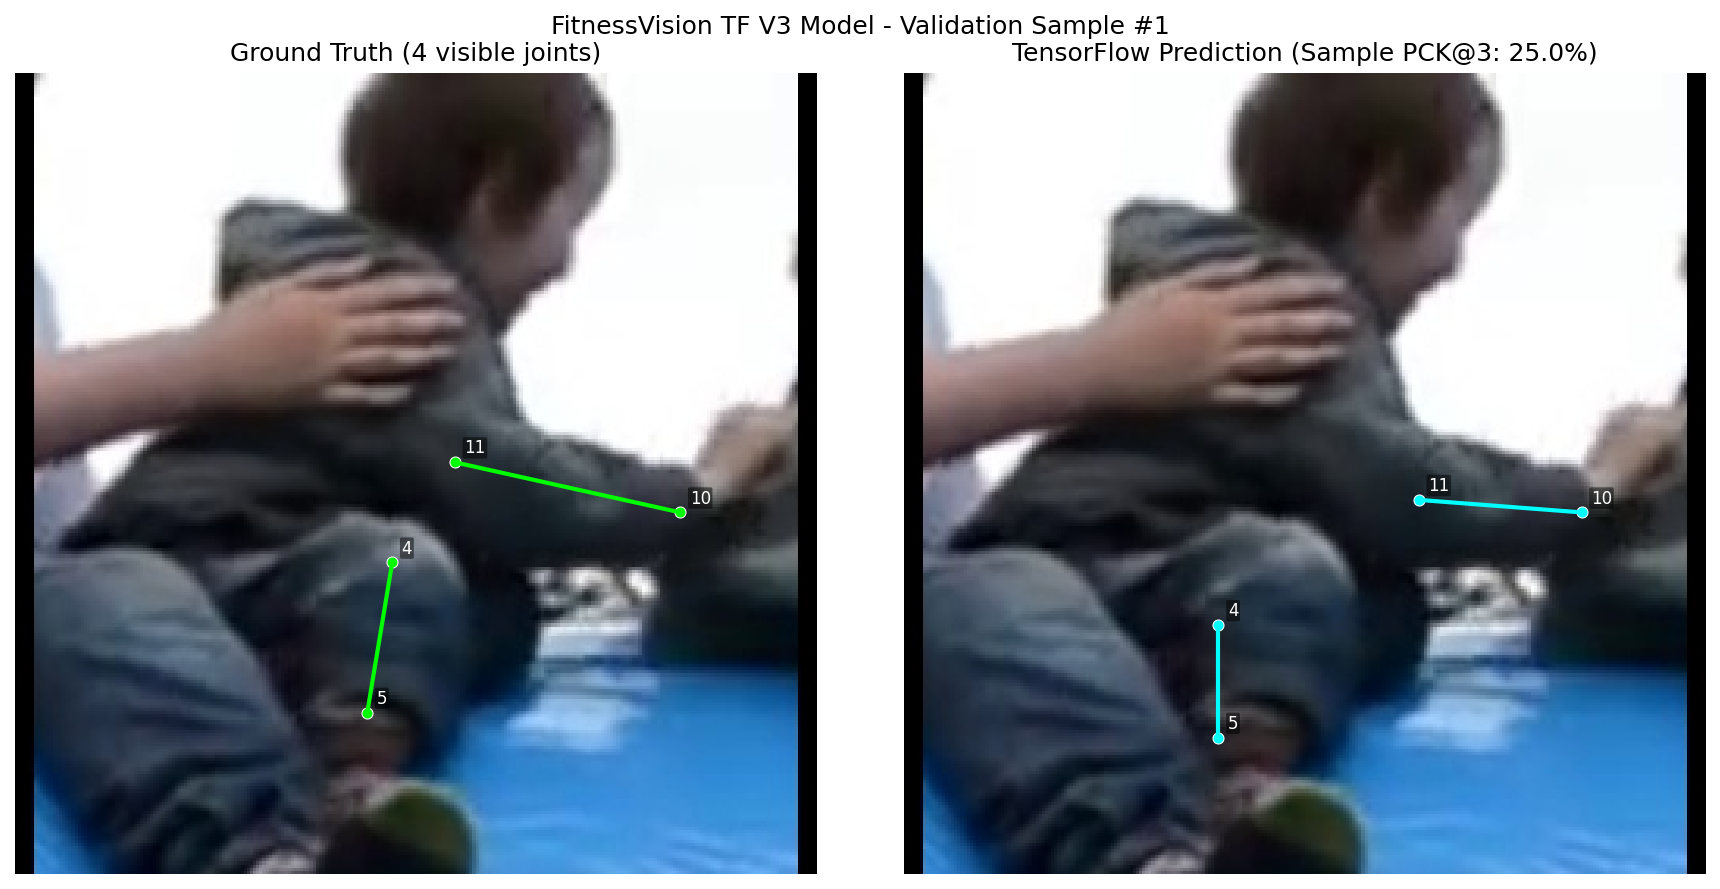 FitnessVision TF V3 Model - Validation Sample #1
Ground Truth (4 visible joints)
TensorFlow Prediction (Sample PCK@3: 25.0%)
11
10
4
5
11
10
4
5